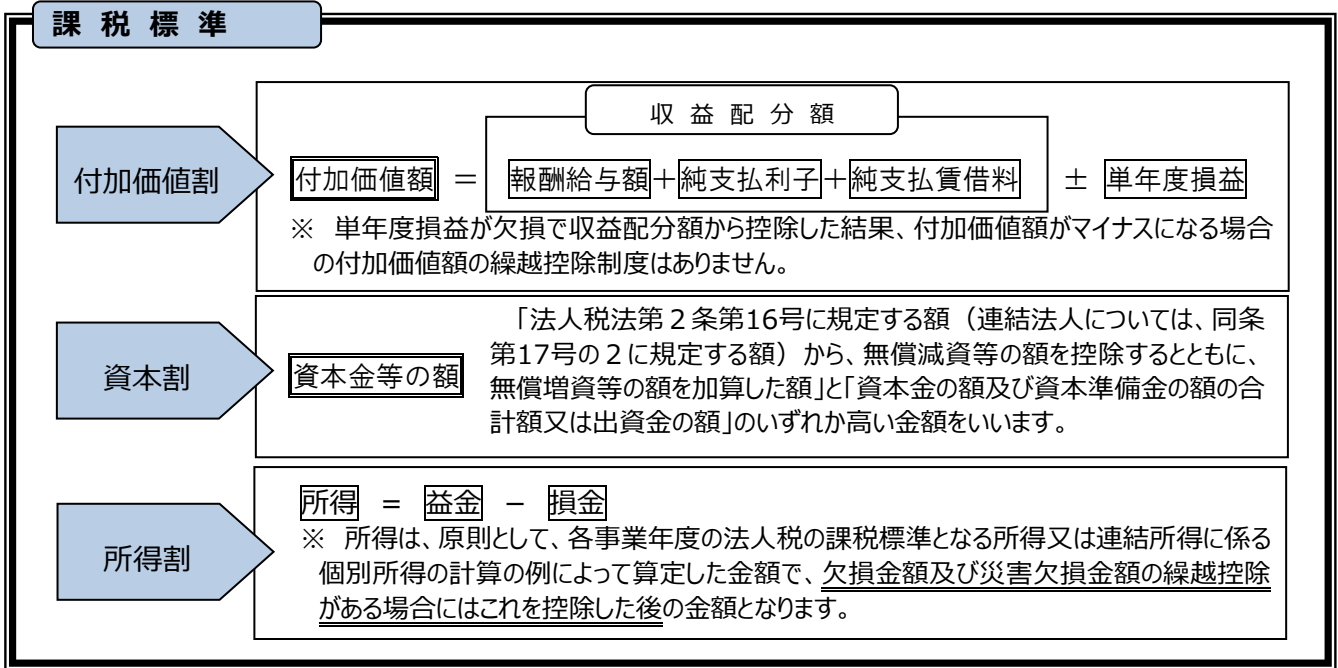 課税標準
付加価値割
収益配分額
付加価値額 ＝ 報酬給与額＋純支払利子＋純支払賃借料 ± 単年度損益
※ 単年度損益が欠損で収益配分額から控除した結果、付加価値額がマイナスになる場合
の付加価値額の繰越控除制度はありません。
資本割
資本金等の額
「法人税法第２条第16号に規定する額（連結法人については、同条
第17号の２に規定する額）から、無償減資等の額を控除するとともに、
無償増資等の額を加算した額」と「資本金の額及び資本準備金の額の合
計額又は出資金の額」のいずれか高い金額をいいます。
所得割
所得 ＝ 益金 － 損金
※ 所得は、原則として、各事業年度の法人税の課税標準となる所得又は連結所得に係る
個別所得の計算の例によって算定した金額で、欠損金額及び災害欠損金額の繰越控除
がある場合にはこれを控除した後の金額となります。